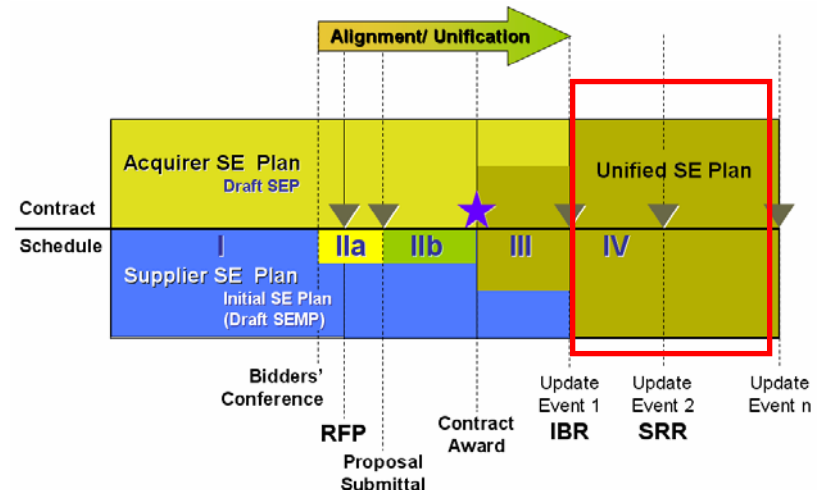 Alignment/ Unification
Acquirer SE Plan
Draft SEP
Unified SE Plan
Contract
Schedule
I
IIa
IIb
III
IV
Supplier SE Plan
Initial SE Plan
(Draft SEMP)
Bidders'
Conference
RFP
Proposal
Submittal
Contract
Award
Update
Event 1
IBR
Update
Event 2
SRR
Update
Event n